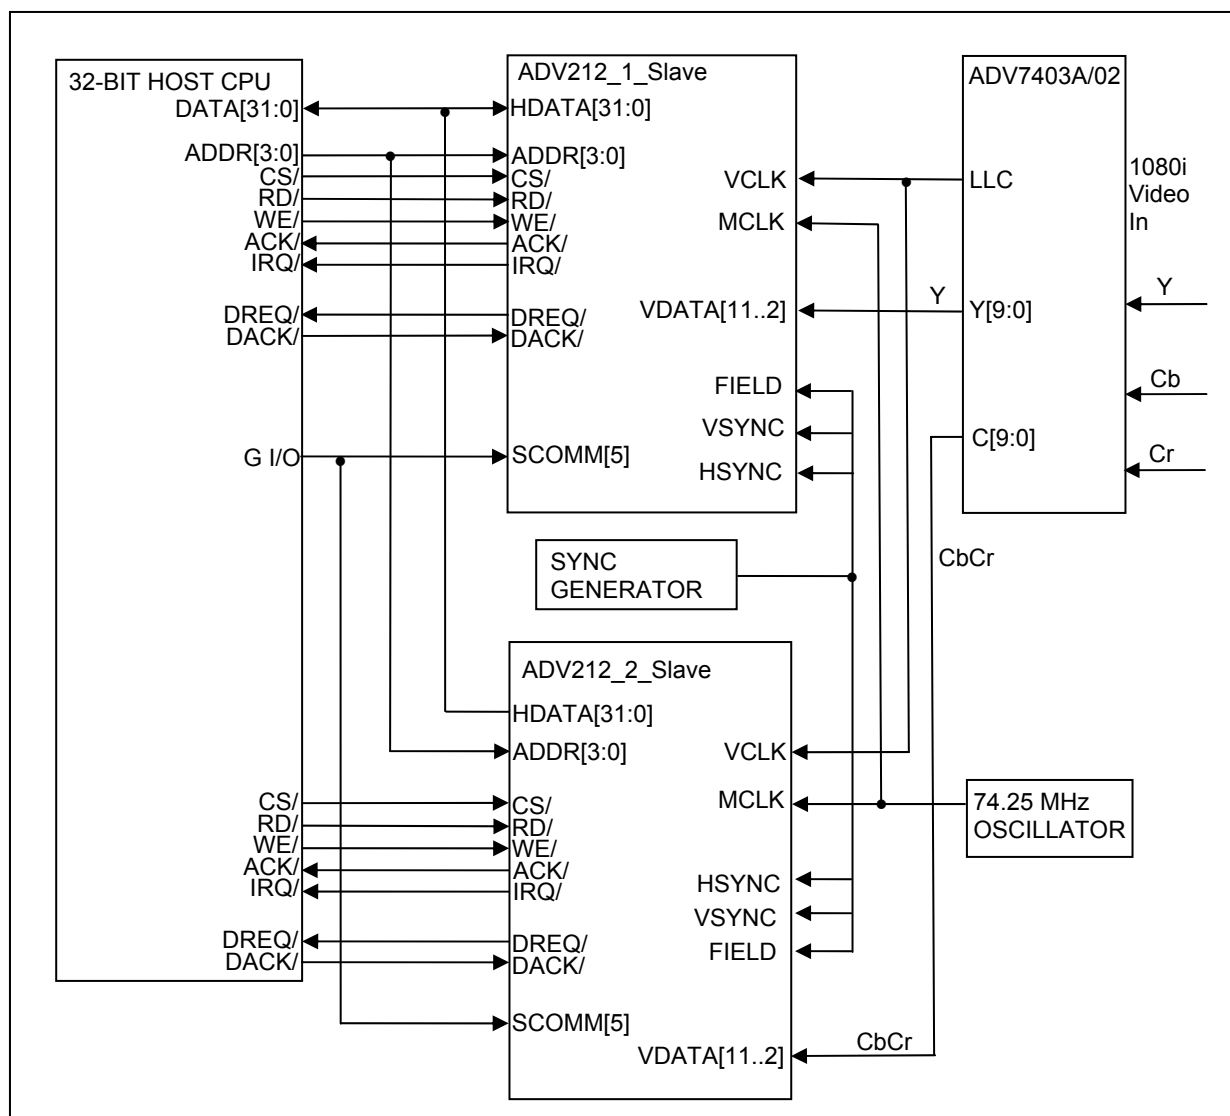 32-BIT HOST CPU
DATA[31:0]
ADDR[3:0]
CS/
RD/
WE/
ACK/
IRQ/
DREQ/
DACK/
G I/O
CS/
RD/
WE/
ACK/
IRQ/
DREQ/
DACK/
ADV212_1_Slave
HDATA[31:0]
ADDR[3:0]
CS/
RD/
WE/
ACK/
IRQ/
DREQ/
DACK/
SCOMM[5]
VCLK
MCLK
VDATA[11..2]
FIELD
VSYNC
HSYNC
ADV7403A/02
LLC
Y[9:0]
C[9:0]
1080i
Video
In
Y
Y
Cb
Cr
CbCr
SYNC
GENERATOR
ADV212_2_Slave
HDATA[31:0]
ADDR[3:0]
CS/
RD/
WE/
ACK/
IRQ/
DREQ/
DACK/
SCOMM[5]
VCLK
MCLK
HSYNC
VSYNC
FIELD
VDATA[11..2]
CbCr
74.25 MHz
OSCILLATOR